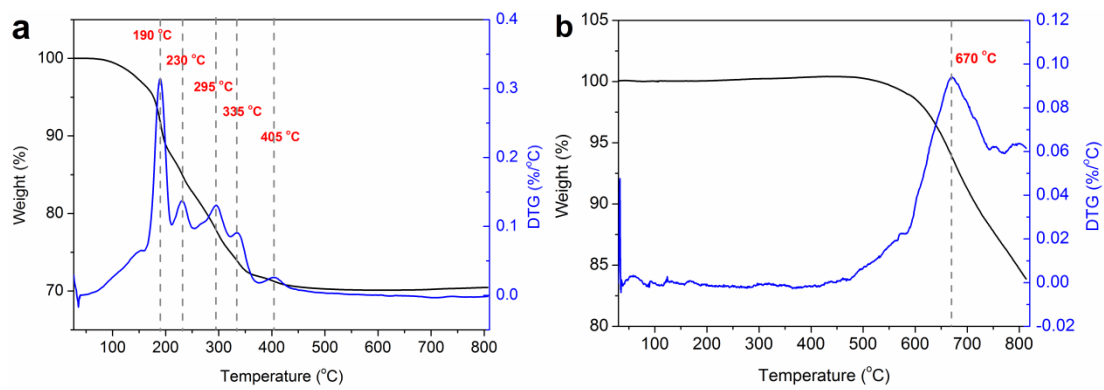 a
190 °C
230 °C
295 °C
335 °C
405 °C
100
90
80
70
Weight (%)
0.4
0.3
0.2
0.1
0.0
DTG (%/°C)
100 200 300 400 500 600 700 800
Temperature (°C)
b
670 °C
105
100
95
90
85
80
Weight (%)
0.12
0.10
0.08
0.06
0.04
0.02
0.00
-0.02
DTG (%/°C)
100 200 300 400 500 600 700 800
Temperature (°C)